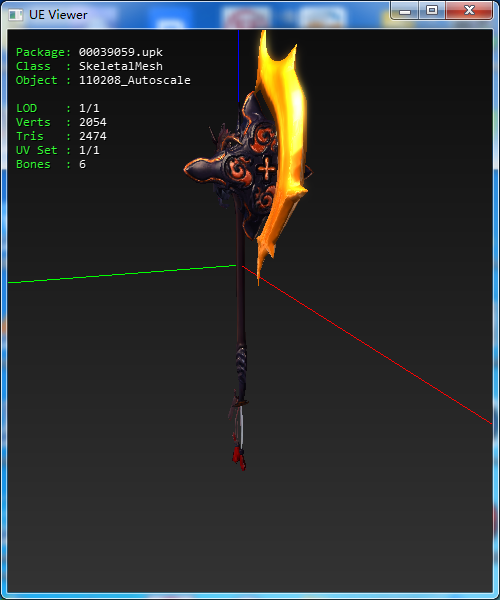 UE Viewer
Package: 00039059.upk
Class  : SkeletalMesh
Object : 110208_Autoscale
LOD    : 1/1
Verts  : 2054
Tris   : 2474
UV Set : 1/1
Bones  : 6